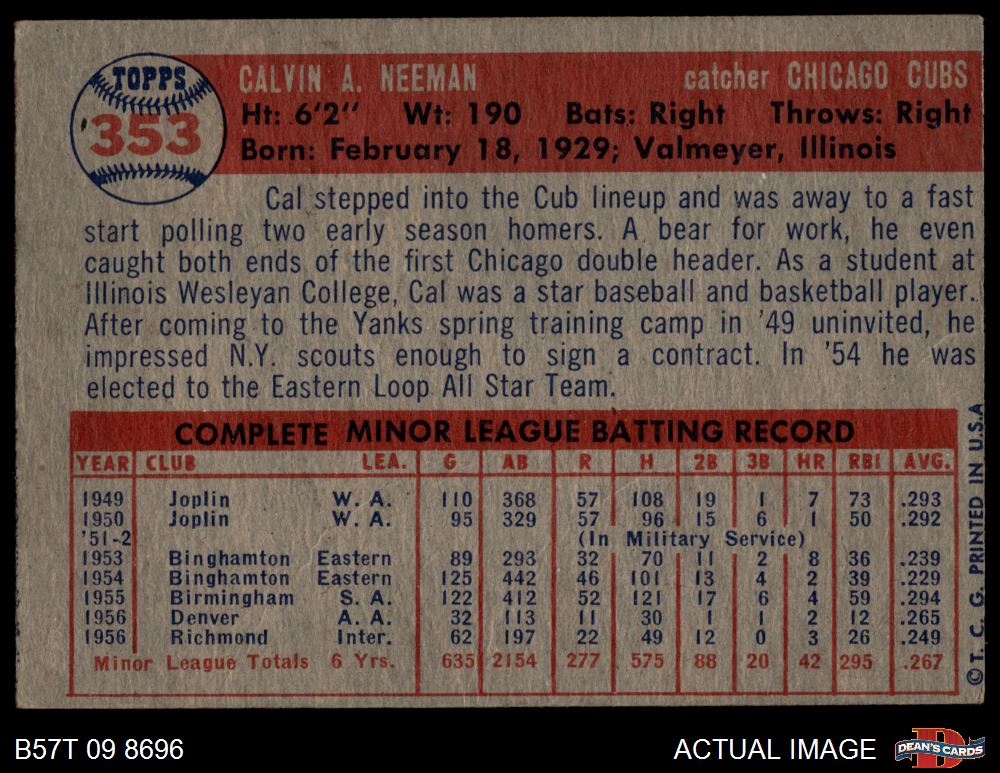 TOPPS
'353
CALVIN A. NEEMAN catcher CHICAGO CUBS
Ht: 6'2" Wt: 190 Bats: Right Throws: Right
Born: February 18, 1929; Valmeyer, Illinois
Cal stepped into the Cub lineup and was away to a fast
start polling two early season homers. A bear for work, he even
caught both ends of the first Chicago double header. As a student at
Illinois Wesleyan College, Cal was a star baseball and basketball player.
After coming to the Yanks spring training camp in '49 uninvited, he
impressed N.Y. scouts enough to sign a contract. In '54 he was
elected to the Eastern Loop All Star Team.
COMPLETE MINOR LEAGUE BATTING RECORD
YEAR CLUB LEA. G AB R H 2B 3B HR RBI AVG.
1949 Joplin W. A. 110 368 57 108 19 1 7 73 .293
1950 Joplin W. A. 95 329 57 96 15 6 1 50 .292
'51-2 (In Military Service)
1953 Binghamton Eastern 89 293 32 70 11 2 8 36 .239
1954 Binghamton Eastern 125 442 46 101 13 4 2 39 .229
1955 Birmingham S. A. 122 412 52 121 17 6 4 59 .294
1956 Denver A. A. 32 113 11 30 1 1 2 12 .265
1956 Richmond Inter. 62 197 22 49 12 0 3 26 .249
Minor League Totals 6 Yrs. 635 2154 277 575 88 20 42 295 .267
©T. C. G. PRINTED IN U.S.A
B57T 09 8696 ACTUAL IMAGE
D
DEAN'S CARDS